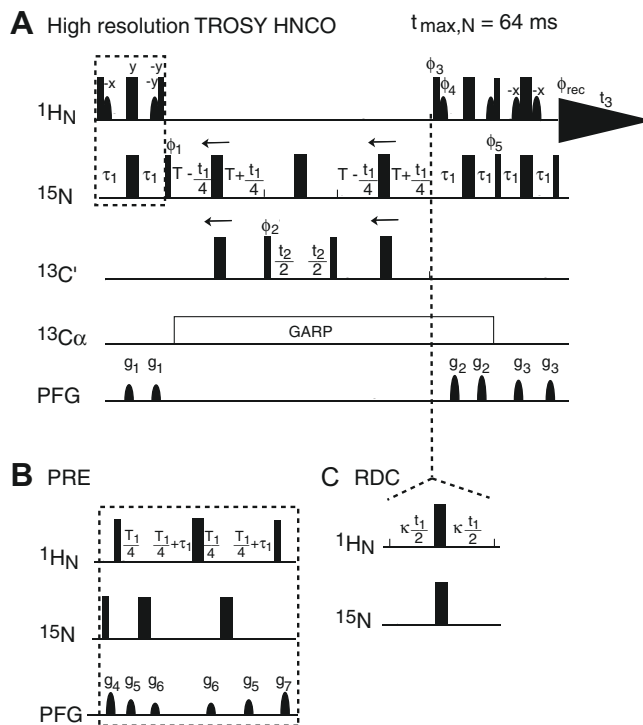 A High resolution TROSY HNCO t max,N = 64 ms
-x y -y -y ϕ3 ϕ4 -x -x ϕrec t3
1HN
ϕ1 ← ← ϕ5
15N τ1 τ1 T - t1/4 T + t1/4 T - t1/4 T + t1/4 τ1 τ1 τ1 τ1
← ϕ2 ←
13C' t2/2 t2/2
13Cα GARP
g1 g1 g2 g2 g3 g3
PFG
B PRE C RDC
1HN T1/4 T1/4+τ1 T1/4 T1/4+τ1 1HN κ t1/2 κ t1/2
15N 15N
g4 g5 g6 g6 g5 g7
PFG